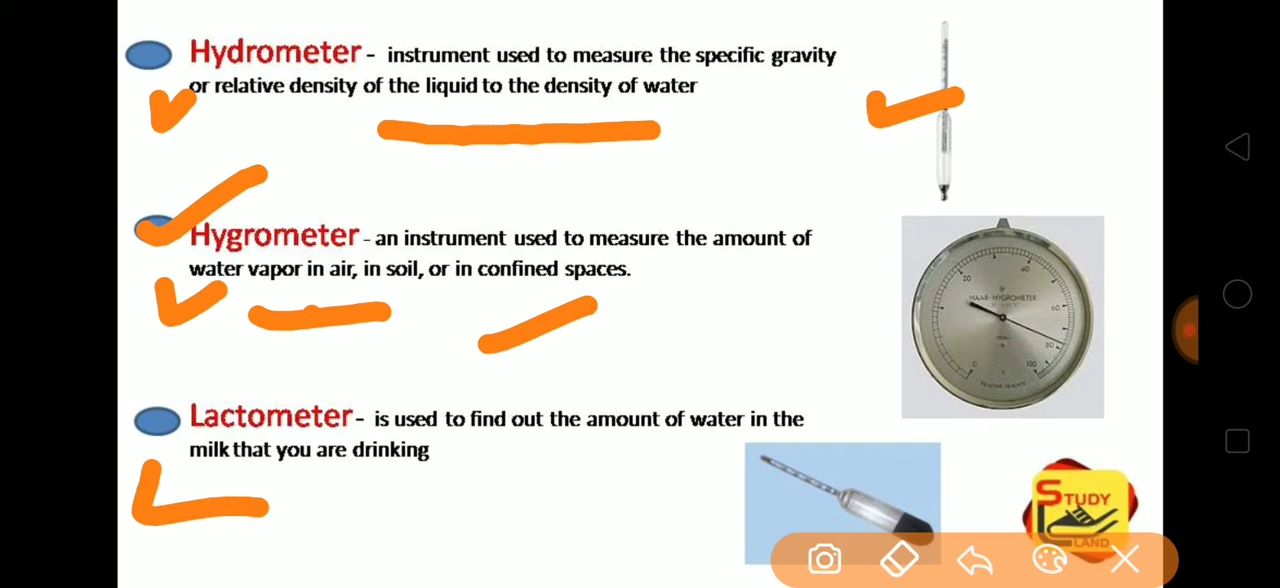 Hydrometer - instrument used to measure the specific gravity
or relative density of the liquid to the density of water
Hygrometer - an instrument used to measure the amount of
water vapor in air, in soil, or in confined spaces.
20
40
HAAR-HYGROMETER
60
80
0
100
Lactometer - is used to find out the amount of water in the
milk that you are drinking
STUDY
LAND